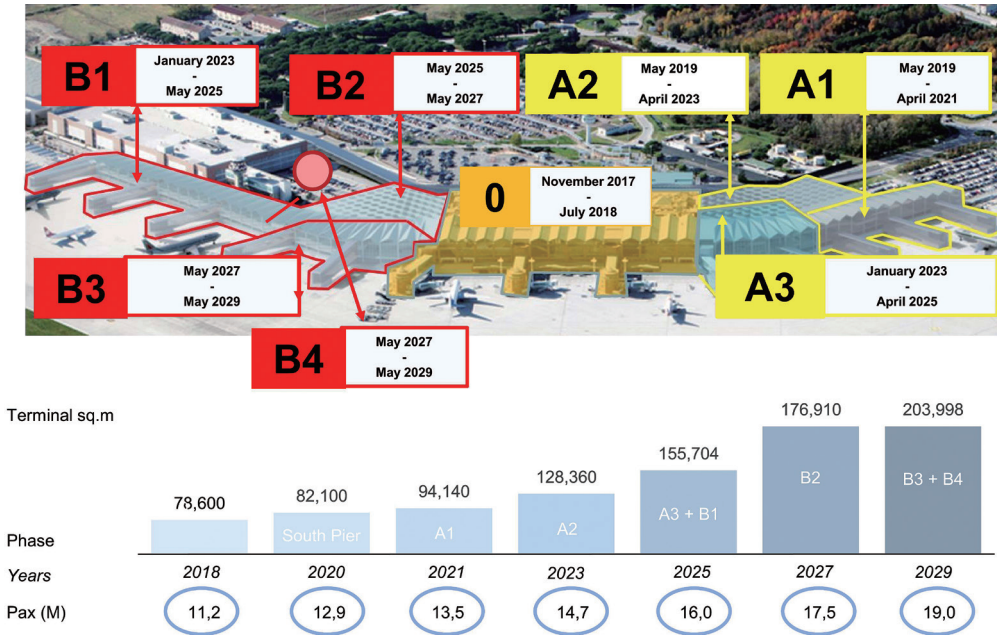 B1
January 2023
-
May 2025
B2
May 2025
-
May 2027
A2
May 2019
-
April 2023
A1
May 2019
-
April 2021
0
November 2017
-
July 2018
B3
May 2027
-
May 2029
A3
January 2023
-
April 2025
B4
May 2027
-
May 2029
Terminal sq.m
78,600
82,100
94,140
128,360
155,704
176,910
203,998
Phase
South Pier
A1
A2
A3 + B1
B2
B3 + B4
Years
2018
2020
2021
2023
2025
2027
2029
Pax (M)
11,2
12,9
13,5
14,7
16,0
17,5
19,0